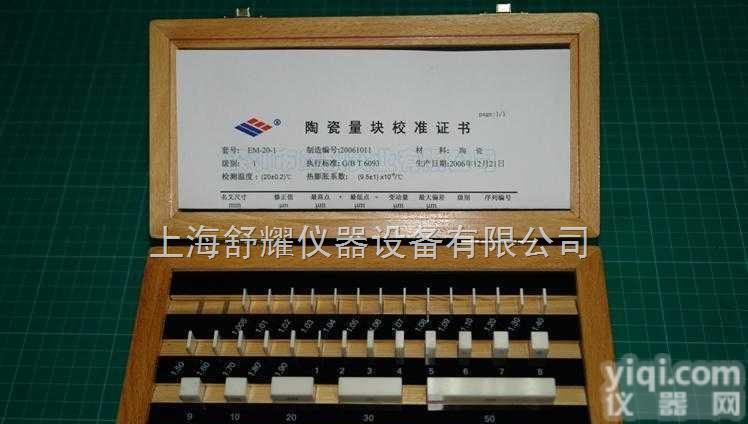 page:1/1
® 陶瓷量块校准证书
套号: EM-20-1 制造编号:20061011 材料: 陶瓷
级别: 1 执行标准: G/B T 6093 生产日期:2006年12月21日
检测温度: (20±0.2)℃ 热膨胀系数: (9.5±1) x10⁻⁶/℃
名义尺寸 修正值 最高点 - 最低点 ~ 变动量 最大偏差 级别 序列编号
mm μm μm μm μm μm
上海舒耀仪器设备有限公司
1.005 1.01 1.02 1.03 1.04 1.05 1.06 1.07 1.08 1.09 1.10 1.20 1.30 1.40
1.50 1.60 1.70 1.80 1.90 1 2 3 4 5 6 7 8
9 10 20 30 50
yiqi.com
仪器网